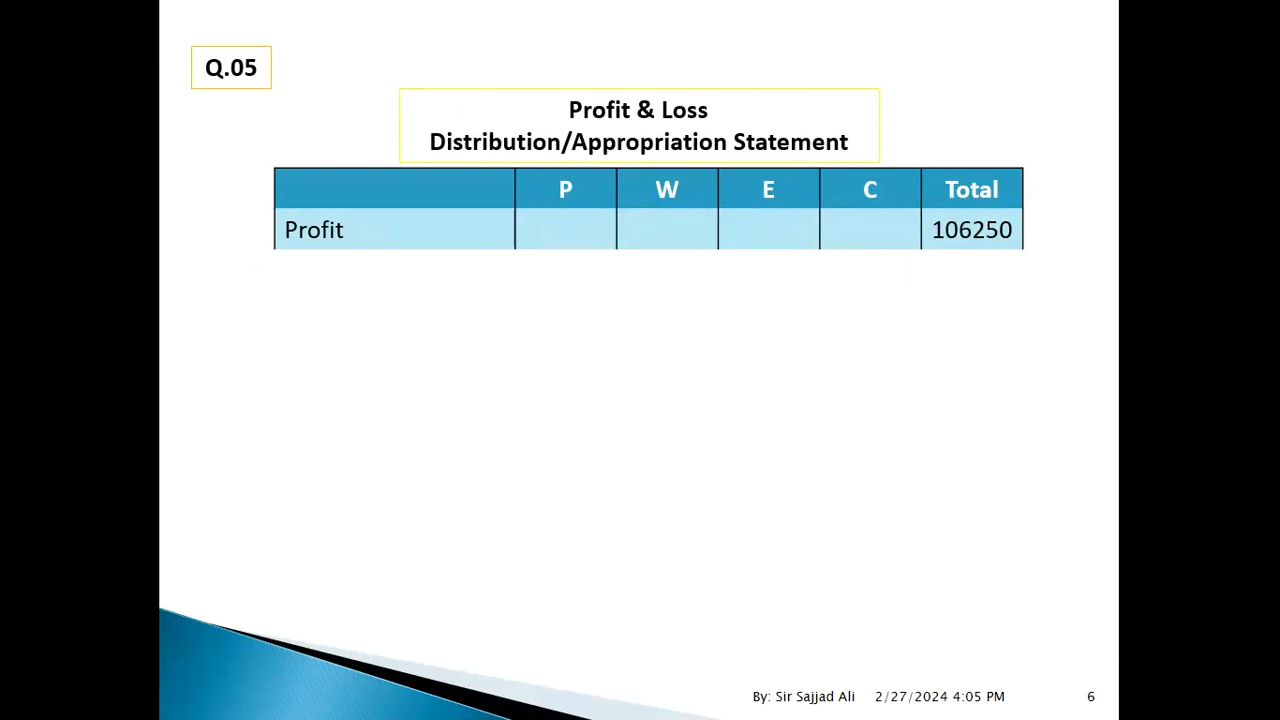 Q.05
Profit & Loss
Distribution/Appropriation Statement
P W E C Total
Profit 106250
By: Sir Sajjad Ali 2/27/2024 4:05 PM 6